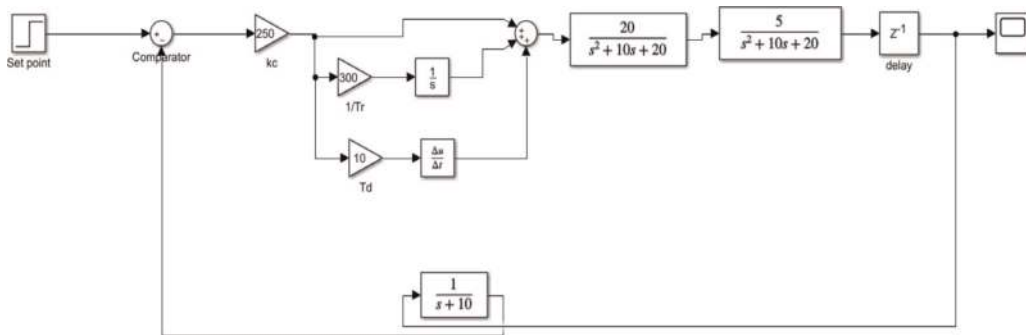 Set point
+
−
Comparator
250
kc
300
1/Tr
1
s
10
Td
Δu
Δt
+
+
+
20
s² + 10s + 20
5
s² + 10s + 20
Z⁻¹
delay
1
s + 10